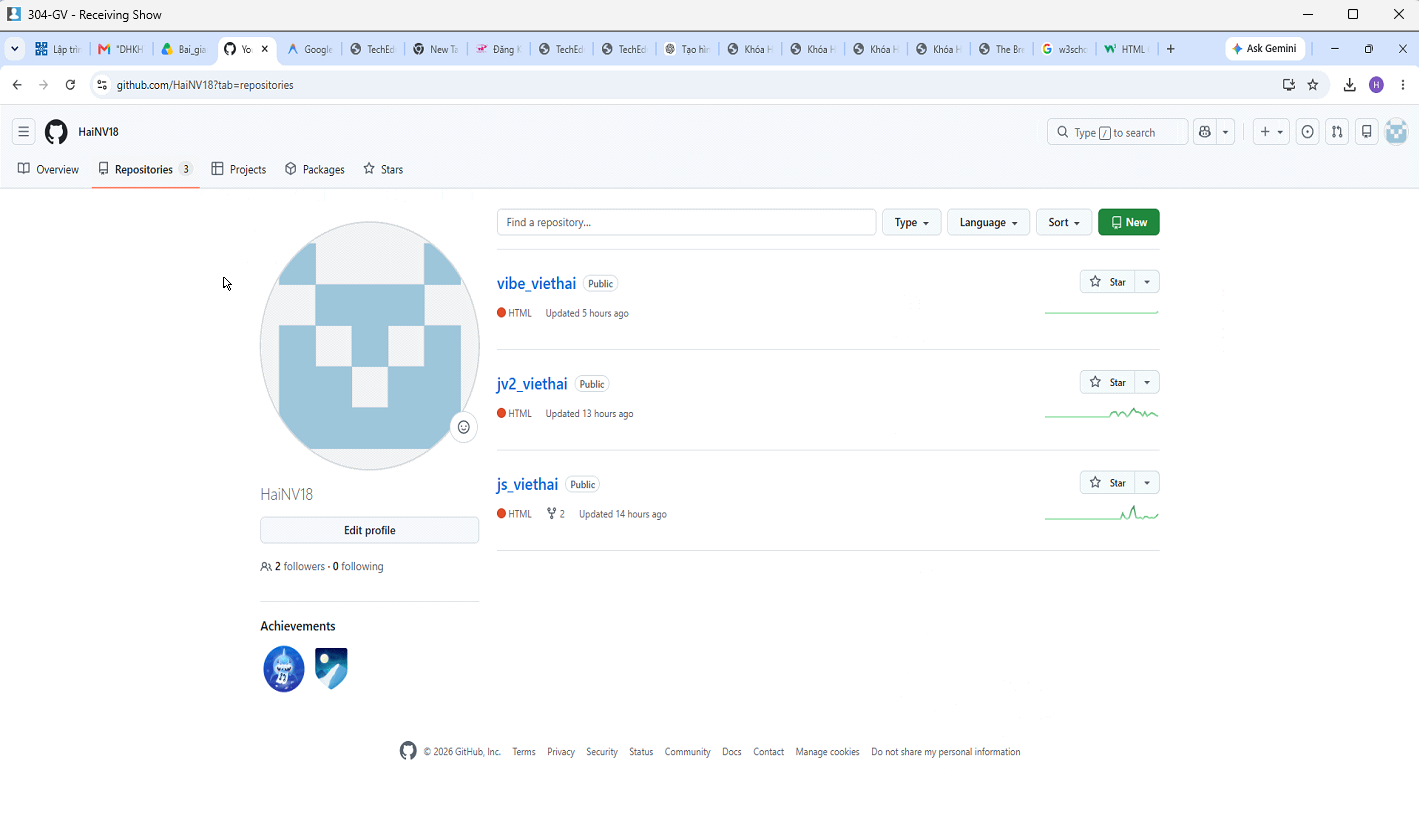 304-GV - Receiving Show
Lập trìn
"DHKH
Bai_gia
Yo
Google
TechEd
New Ta
Đăng K
TechEd
TechEd
Tạo hìn
Khóa H
Khóa H
Khóa H
Khóa H
The Bre
w3scho
HTML
Ask Gemini
github.com/HaiNV18?tab=repositories
H
HaiNV18
Type / to search
Overview
Repositories 3
Projects
Packages
Stars
Find a repository...
Type
Language
Sort
New
vibe_viethai Public
Star
HTML Updated 5 hours ago
jv2_viethai Public
Star
HTML Updated 13 hours ago
js_viethai Public
Star
HTML 2 Updated 14 hours ago
HaiNV18
Edit profile
2 followers · 0 following
Achievements
© 2026 GitHub, Inc. Terms Privacy Security Status Community Docs Contact Manage cookies Do not share my personal information